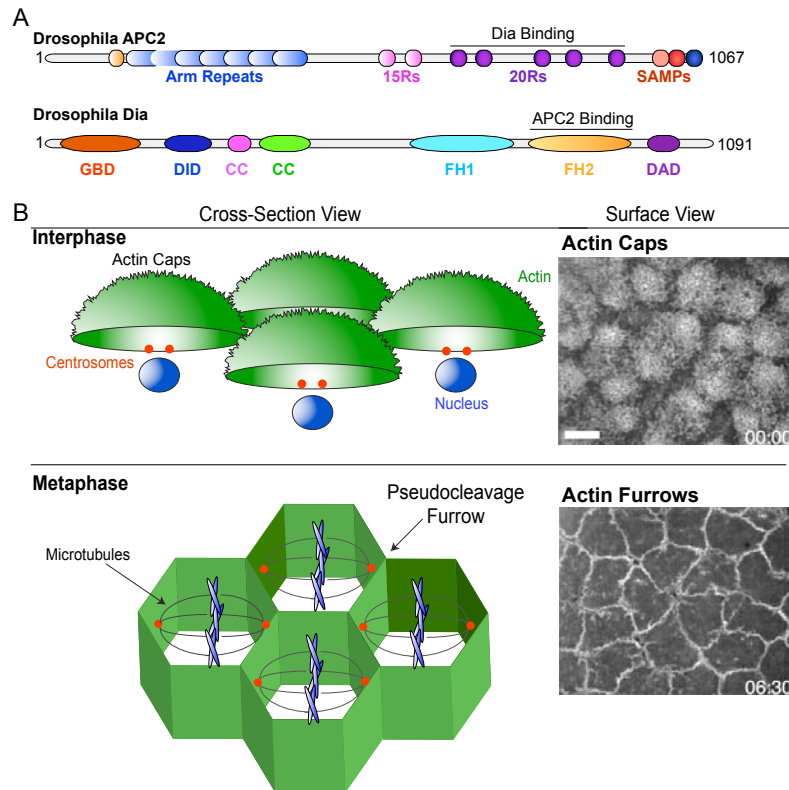 A
Drosophila APC2
Dia Binding
1
1067
Arm Repeats
15Rs
20Rs
SAMPs
Drosophila Dia
APC2 Binding
1
1091
GBD
DID
CC
CC
FH1
FH2
DAD
B
Cross-Section View
Surface View
Interphase
Actin Caps
Actin Caps
Actin
Centrosomes
Nucleus
00:00
Metaphase
Actin Furrows
Pseudocleavage
Furrow
Microtubules
06:30